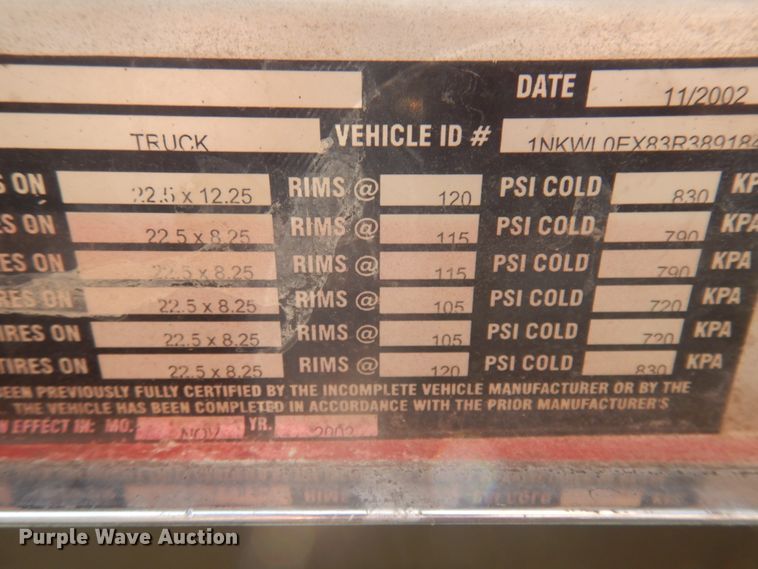 DATE 11/2002
TRUCK VEHICLE ID # 1NKWL0EX83R389184
S ON 22.5 x 12.25 RIMS @ 120 PSI COLD 830 KP
ES ON 22.5 x 8.25 RIMS @ 115 PSI COLD 790 KPA
ES ON 22.5 x 8.25 RIMS @ 115 PSI COLD 790 KPA
RES ON 22.5 x 8.25 RIMS @ 105 PSI COLD 720 KPA
IRES ON 22.5 x 8.25 RIMS @ 105 PSI COLD 720 KPA
TIRES ON 22.5 x 8.25 RIMS @ 120 PSI COLD 830 KPA
BEEN PREVIOUSLY FULLY CERTIFIED BY THE INCOMPLETE VEHICLE MANUFACTURER OR BY THE
THE VEHICLE HAS BEEN COMPLETED IN ACCORDANCE WITH THE PRIOR MANUFACTURER'S
N EFFECT IN: MO. NOV YR. 2002
Purple Wave Auction